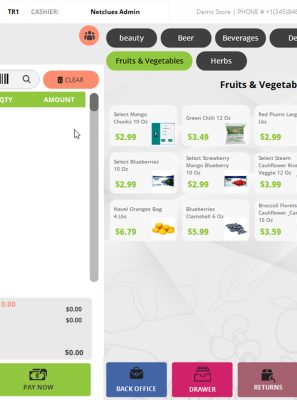 TR1 CASHIER: Netclues Admin Demo Store | PHONE # +1(345)946
beauty Beer Beverages De
Fruits & Vegetables Herbs
CLEAR
QTY AMOUNT
Fruits & Vegetab
Select Mango
Chunks 10 Oz
$2.99
Green Chilli 12 Oz
$3.49
Red Plums Larg
Lbs
$2.99
Select Blueberries
10 Oz
$2.99
Select Strawberry
Mango Blueberry
10 Oz
$2.99
Select Steam
Cauliflower Rice
Veggie 12 Oz
$3.99
Navel Oranges Bag
4 Lbs
$6.79
Blueberries
Clamshell 6 Oz
$5.99
Broccoli Florets
Cauliflower
15 Oz
$3.59
0.00
$0.00
$0.00
$0.00
PAY NOW
BACK OFFICE
DRAWER
RETURNS